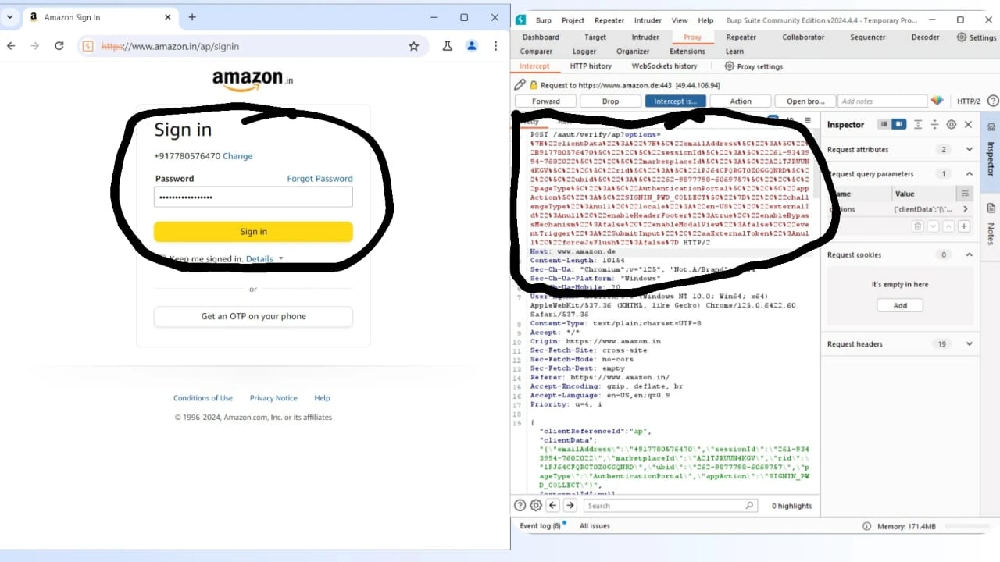 Amazon Sign In
https://www.amazon.in/ap/signin
amazon.in
Sign in
+917780576470 Change
Password Forgot Password
•••••••••••••••••
Sign in
Keep me signed in. Details
or
Get an OTP on your phone
Conditions of Use Privacy Notice Help
© 1996-2024, Amazon.com, Inc. or its affiliates
Burp Project Repeater Intruder View Help Burp Suite Community Edition v2024.4.4 - Temporary Pro...
Dashboard Target Intruder Proxy Repeater Collaborator Sequencer Decoder Settings
Comparer Logger Organizer Extensions Learn
Intercept HTTP history WebSockets history Proxy settings
Request to https://www.amazon.de:443 [49.44.106.94]
Forward Drop Intercept is... Action Open bro... Add notes HTTP/2
POST /aaut/verify/ap?options=
%7B%22clientData%22%3A%22%7B%5C%22emailAddress%5C%22%3A%5C%22%
2B917780576470%5C%22%2C%5C%22sessionId%5C%22%3A%5C%22261-93439
94-7602022%5C%22%2C%5C%22marketplaceId%5C%22%3A%5C%22A21TJRUUN
4KGV%5C%22%2C%5C%22rid%5C%22%3A%5C%221PJ64CFQRGTOZOGGQNRD%5C%2
2%2C%5C%22ubid%5C%22%3A%5C%22262-9877798-6069757%5C%22%2C%5C%2
2pageType%5C%22%3A%5C%22AuthenticationPortal%5C%22%2C%5C%22app
Action%5C%22%3A%5C%22SIGNIN_PWD_COLLECT%5C%22%7D%22%2C%22chall
engeType%22%3Anull%2C%22locale%22%3A%22en-US%22%2C%22externalI
d%22%3Anull%2C%22enableHeaderFooter%22%3Atrue%2C%22enableBypas
sMechanism%22%3Afalse%2C%22enableModalView%22%3Afalse%2C%22eve
ntTrigger%22%3A%22SubmitInput%22%2C%22aaExternalToken%22%3Anul
l%2C%22forceJsFlush%22%3Afalse%7D HTTP/2
Host: www.amazon.de
Content-Length: 10154
Sec-Ch-Ua: "Chromium";v="125", "Not.A/Brand"
Sec-Ch-Ua-Platform: "Windows"
Sec-Ch-Ua-Mobile: ?0
7 (Windows NT 10.0; Win64; x64)
AppleWebKit/537.36 (KHTML, like Gecko) Chrome/125.0.6422.60
Safari/537.36
8 Content-Type: text/plain;charset=UTF-8
9 Accept: */*
10 Origin: https://www.amazon.in
11 Sec-Fetch-Site: cross-site
12 Sec-Fetch-Mode: no-cors
13 Sec-Fetch-Dest: empty
14 Referer: https://www.amazon.in/
15 Accept-Encoding: gzip, deflate, br
16 Accept-Language: en-US,en;q=0.9
17 Priority: u=4, i
18
19 {
"clientReferenceId":"ap",
"clientData":
"{\"emailAddress\":\"+917780576470\",\"sessionId\":\"261-934
3994-7602022\",\"marketplaceId\":\"A21TJRUUN4KGV\",\"rid\":
\"1PJ64CFQRGTOZOGGQNRD\",\"ubid\":\"262-9877798-6069757\",\"p
ageType\":\"AuthenticationPortal\",\"appAction\":\"SIGNIN_PW
D_COLLECT\"}",
"externalId":null
Inspector
Request attributes 2
Request query parameters 1
Value
{"clientData":"{\"...
Request cookies 0
It's empty in here
Add
Request headers 19
Inspector
Notes
Search 0 highlights
Event log (8) All issues Memory: 171.4MB